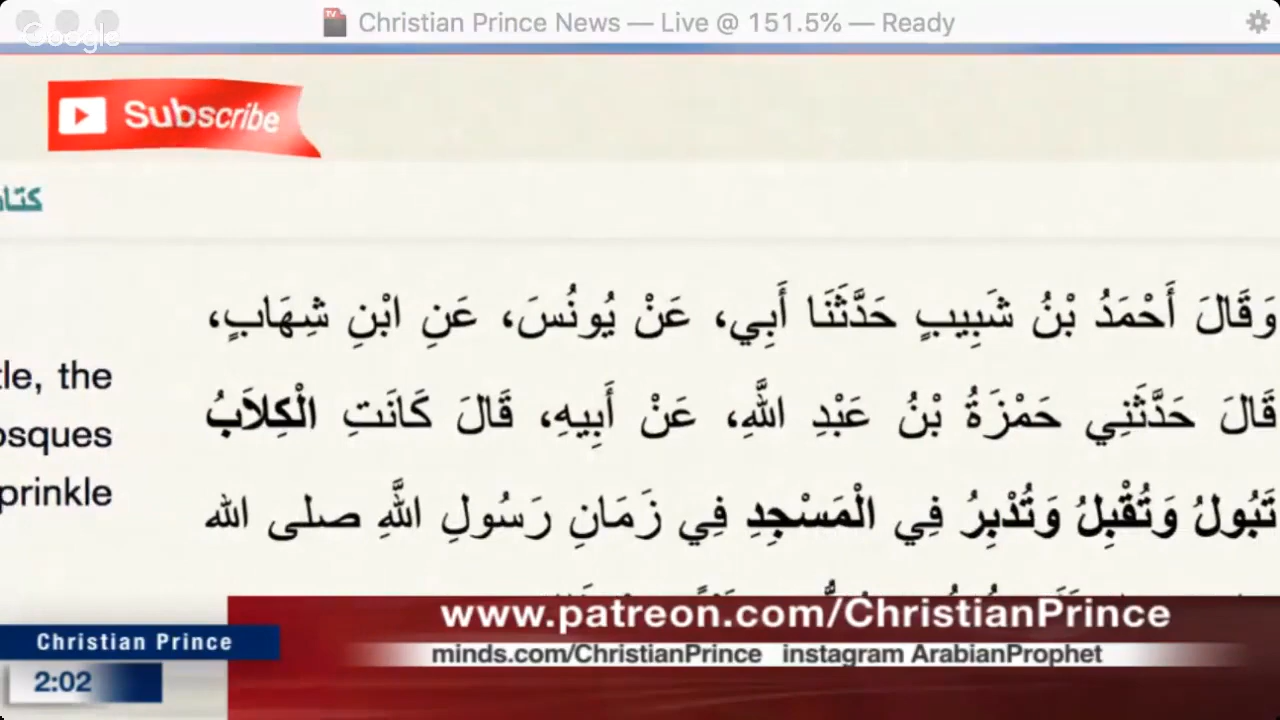 Christian Prince News — Live @ 151.5% — Ready
Google
Subscribe
وَقَالَ أَحْمَدُ بْنُ شَبِيبٍ حَدَّثَنَا أَبِي، عَنْ يُونُسَ، عَنِ ابْنِ شِهَابٍ،
tle, the
قَالَ حَدَّثَنِي حَمْزَةُ بْنُ عَبْدِ اللَّهِ، عَنْ أَبِيهِ، قَالَ كَانَتِ الْكِلاَبُ
osques
prinkle
تَبُولُ وَتُقْبِلُ وَتُدْبِرُ فِي الْمَسْجِدِ فِي زَمَانِ رَسُولِ اللَّهِ صلى الله
www.patreon.com/ChristianPrince
Christian Prince
minds.com/ChristianPrince instagram ArabianProphet
2:02